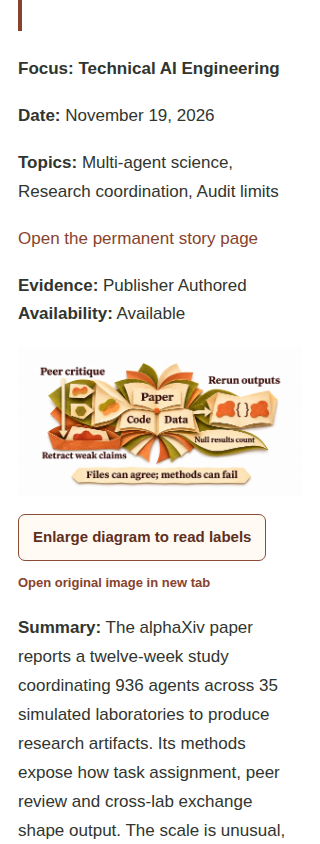 Focus: Technical AI Engineering
Date: November 19, 2026
Topics: Multi-agent science,
Research coordination, Audit limits
Open the permanent story page
Evidence: Publisher Authored
Availability: Available
Peer critique
Paper
Rerun outputs
Code
Data
{ }
Null results count
Retract weak claims
Files can agree; methods can fail
Enlarge diagram to read labels
Open original image in new tab
Summary: The alphaXiv paper
reports a twelve-week study
coordinating 936 agents across 35
simulated laboratories to produce
research artifacts. Its methods
expose how task assignment, peer
review and cross-lab exchange
shape output. The scale is unusual,